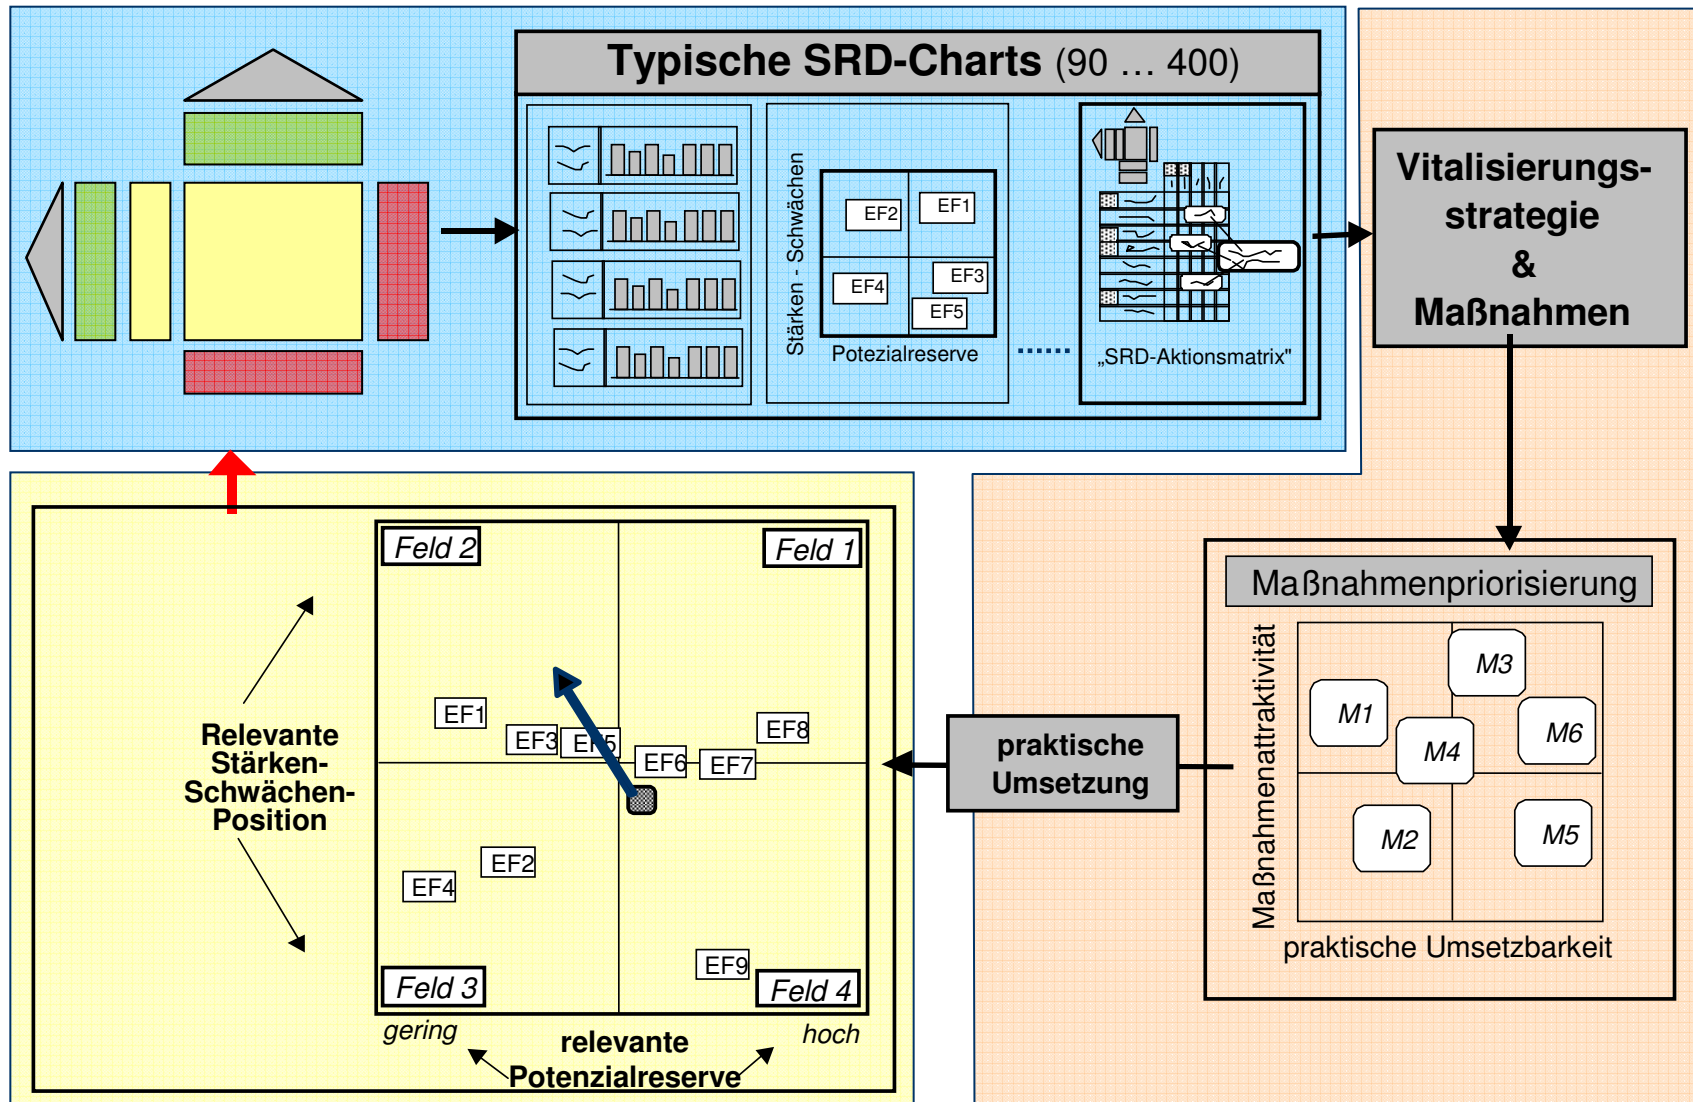 Typische SRD-Charts (90 ... 400)
Stärken - Schwächen
EF2
EF1
EF4
EF3
EF5
Potezialreserve
„SRD-Aktionsmatrix"
Vitalisierungs-
strategie
&
Maßnahmen
Maßnahmenpriorisierung
Maßnahmenattraktivität
M3
M1
M6
M4
M2
M5
praktische Umsetzbarkeit
praktische
Umsetzung
Feld 2
Feld 1
EF1
EF3
EF5
EF6
EF7
EF8
Relevante
Stärken-
Schwächen-
Position
EF2
EF4
EF9
Feld 3
Feld 4
gering
hoch
relevante
Potenzialreserve